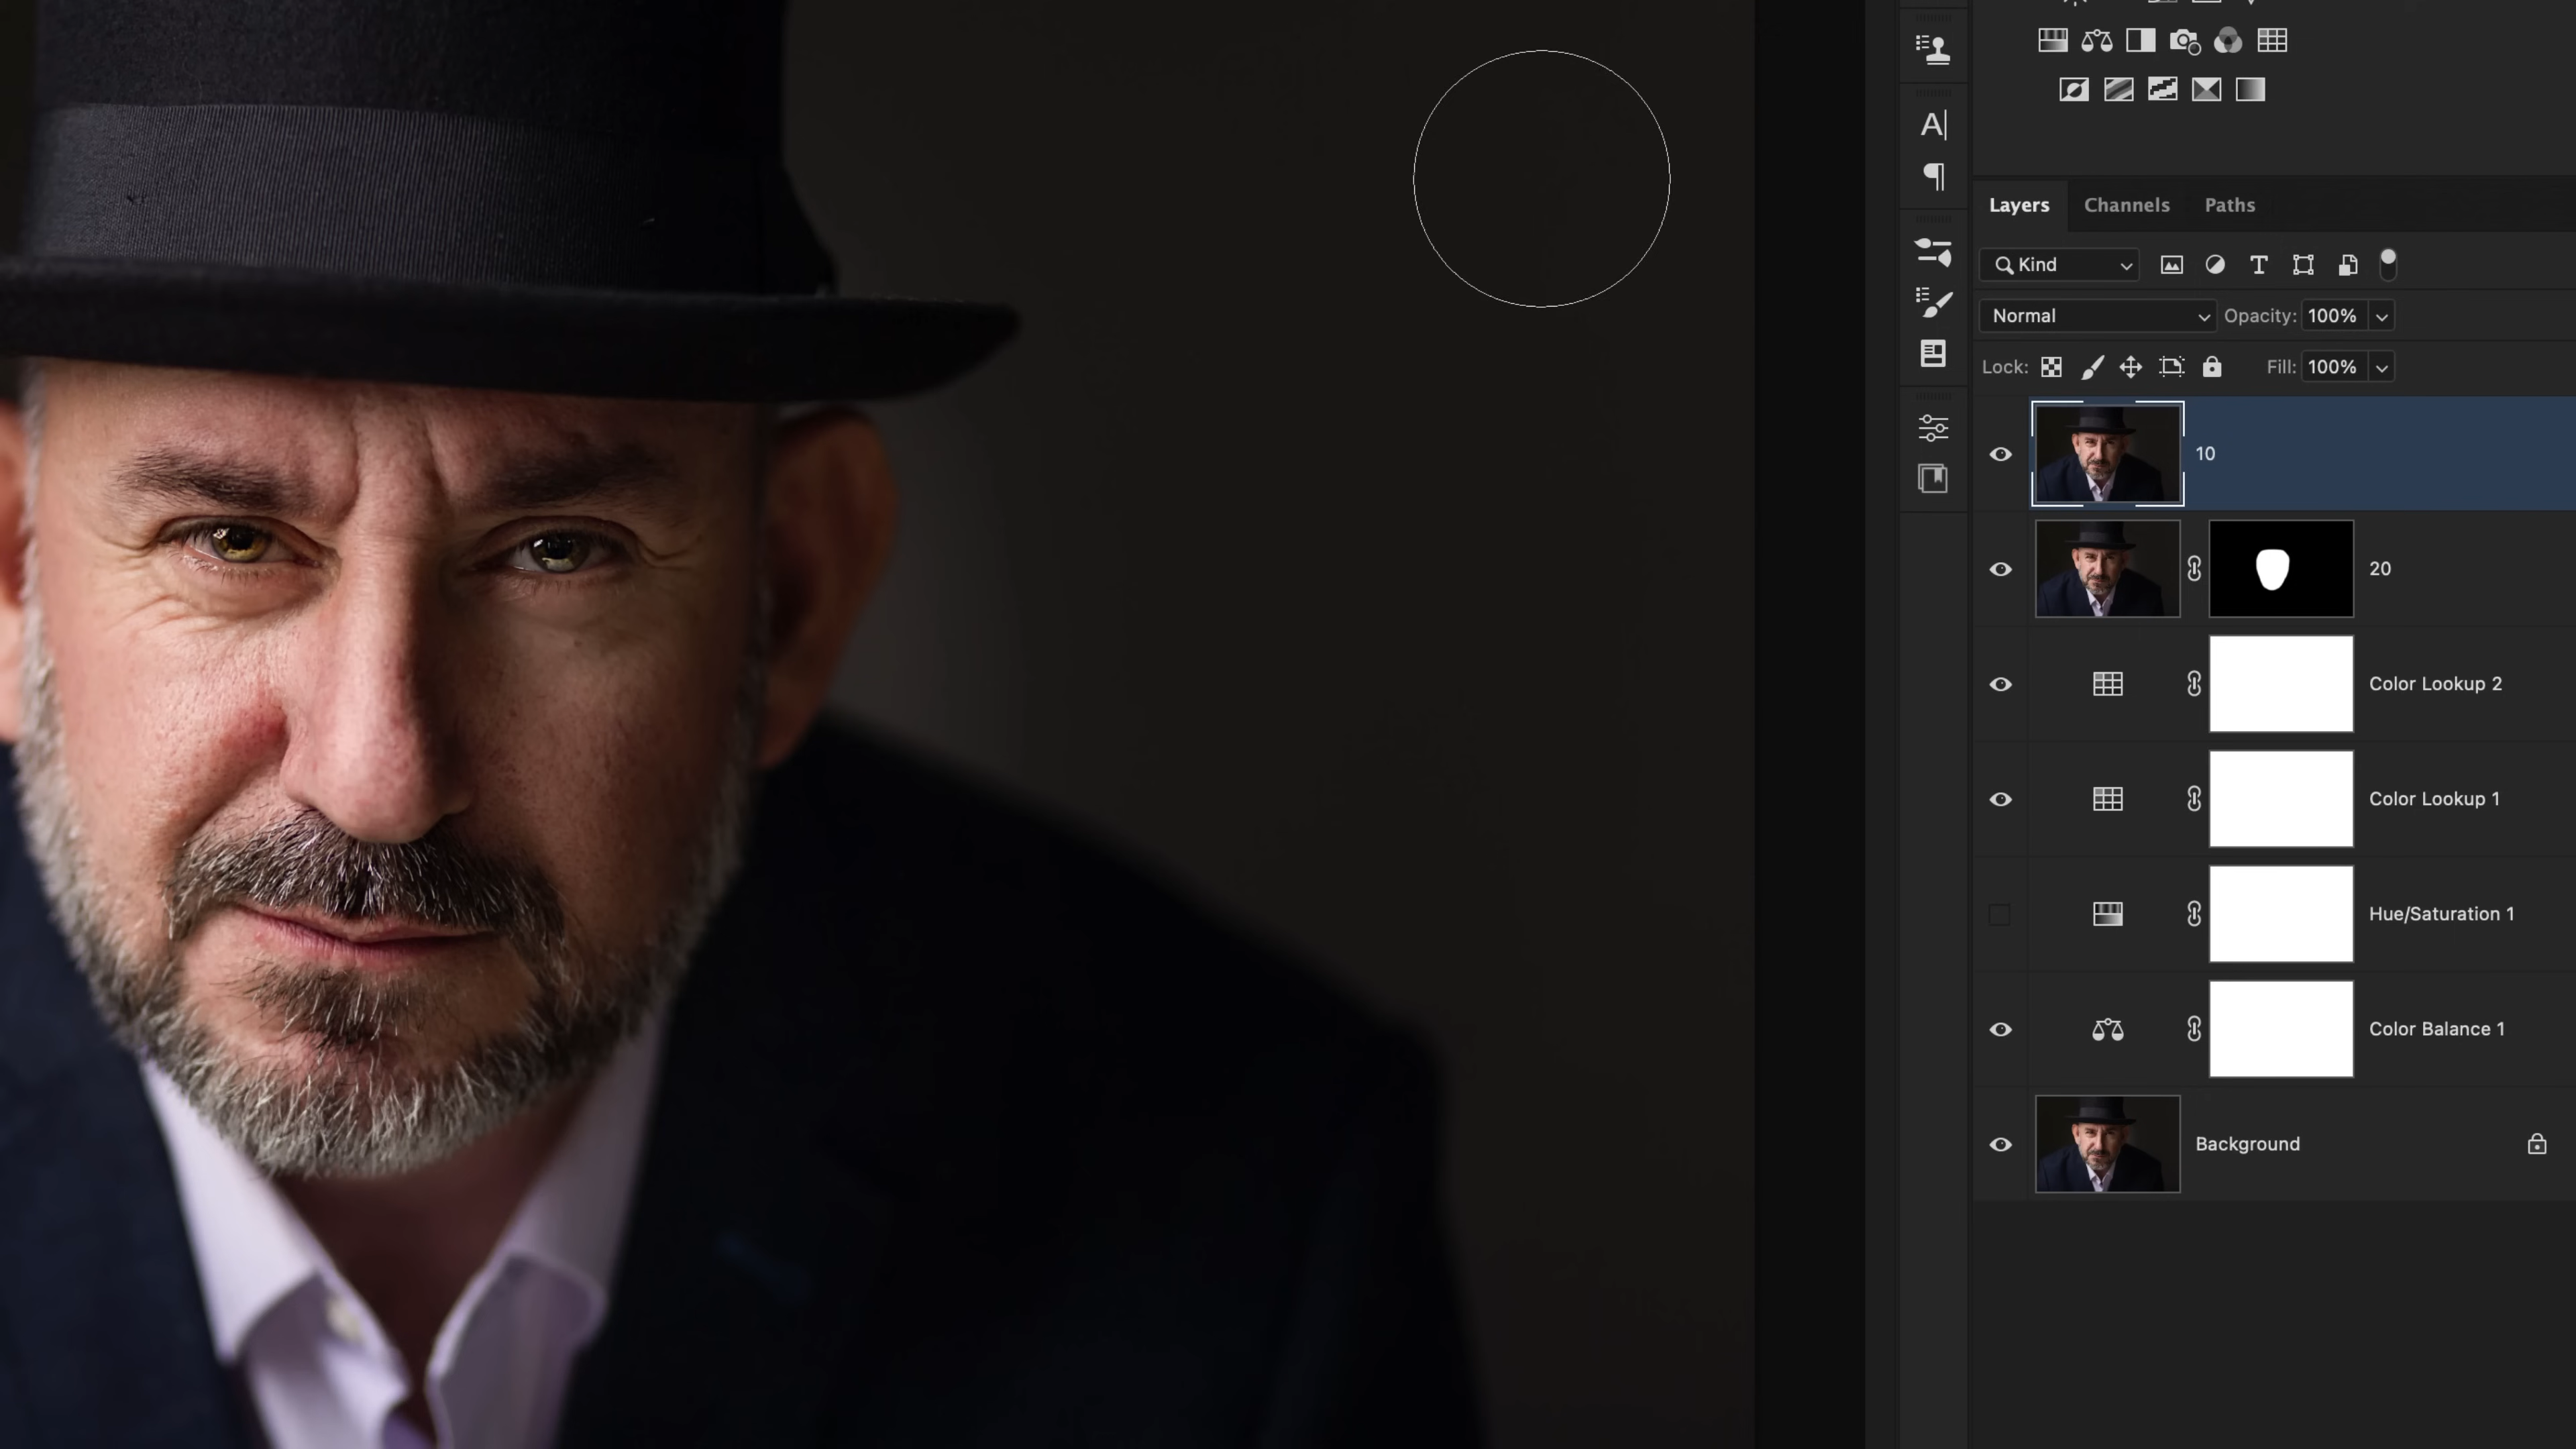 A|
Layers Channels Paths
Kind T
Normal Opacity: 100%
Lock: Fill: 100%
10
20
Color Lookup 2
Color Lookup 1
Hue/Saturation 1
Color Balance 1
Background